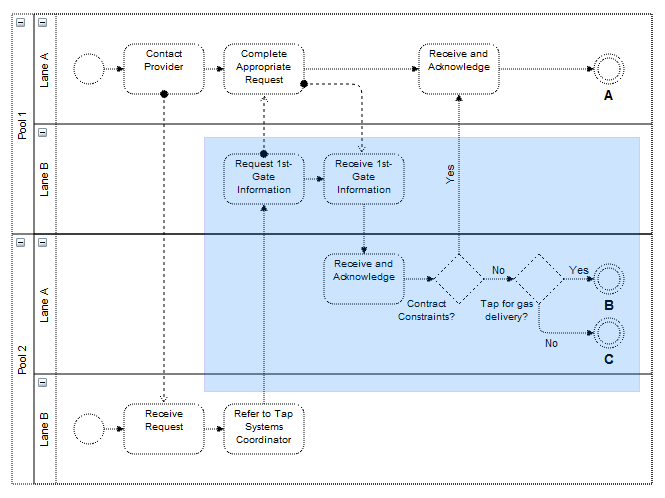 Pool 1
Lane A
Contact
Provider
Complete
Appropriate
Request
Receive and
Acknowledge
A
Lane B
Request 1st-
Gate
Information
Receive 1st-
Gate
Information
Yes
Pool 2
Lane A
Receive and
Acknowledge
Contract
Constraints?
No
Tap for gas
delivery?
Yes
B
No
C
Lane B
Receive
Request
Refer to Tap
Systems
Coordinator